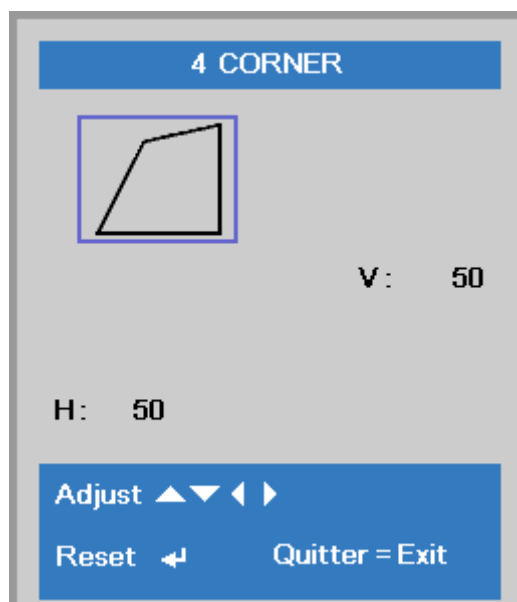 4 CORNER
V: 50
H: 50
Adjust ▲▼◀▶
Reset ↵ Quitter = Exit